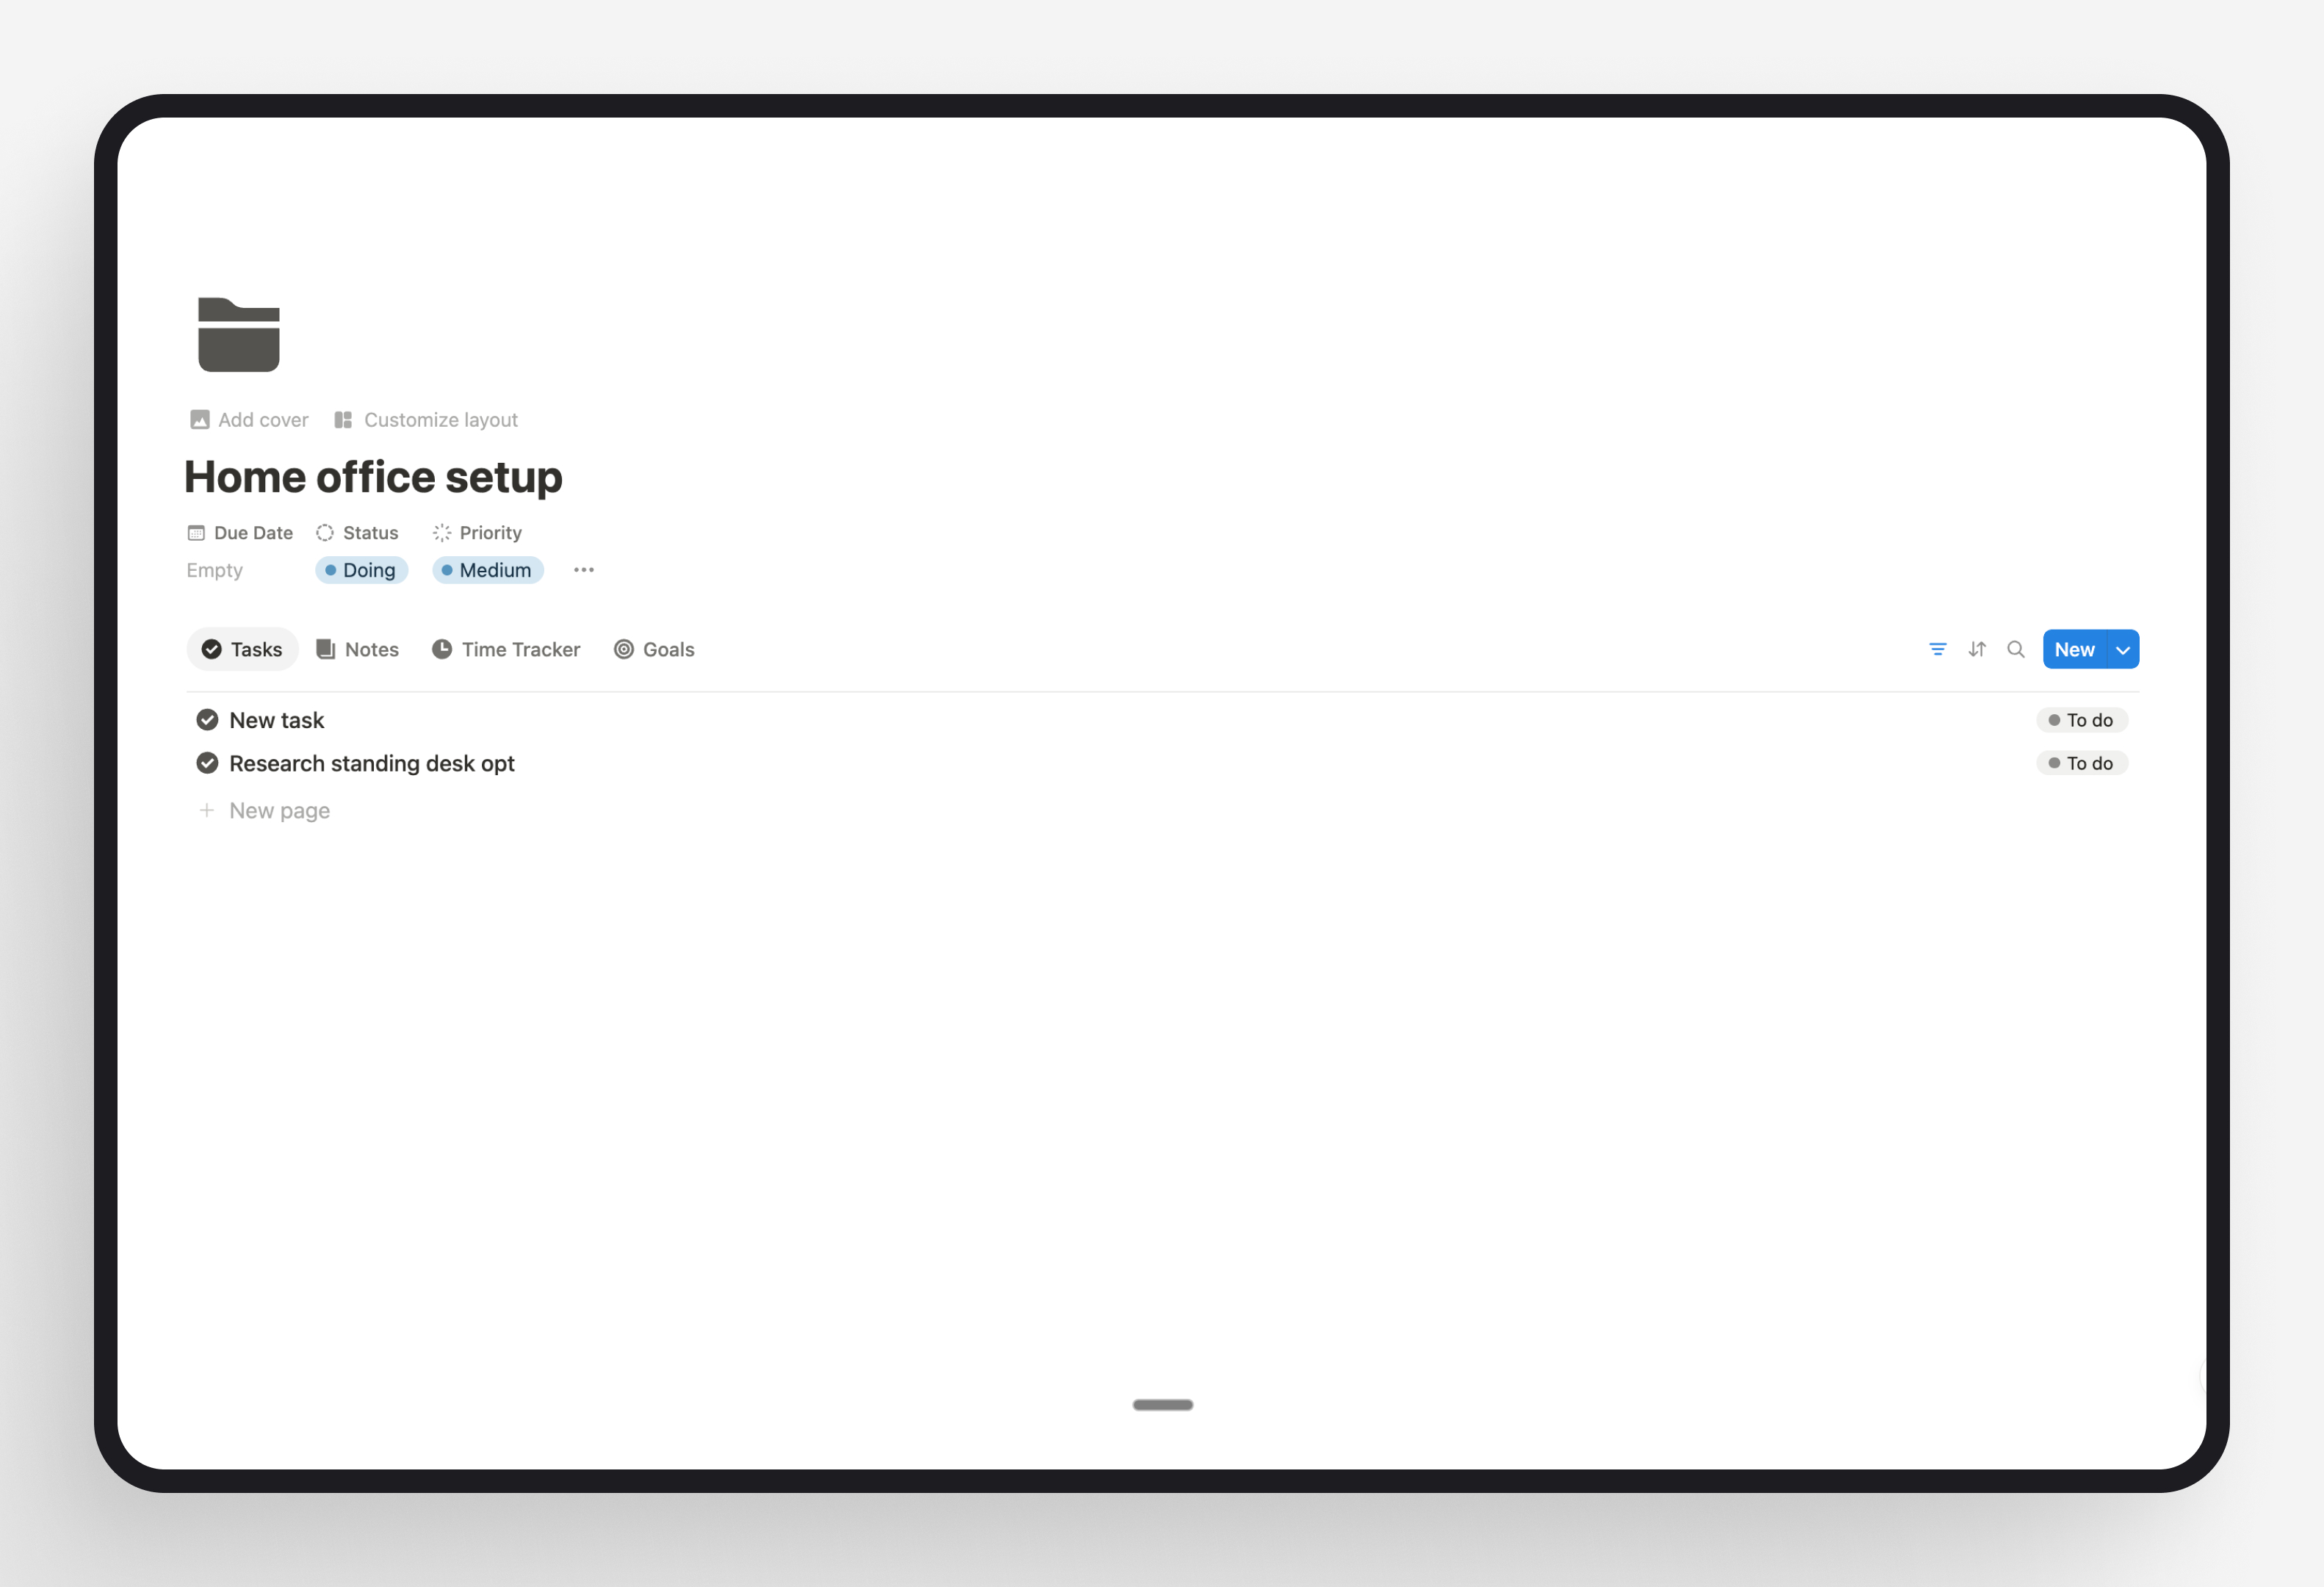 Add cover Customize layout
Home office setup
Due Date Status Priority
Empty Doing Medium
Tasks Notes Time Tracker Goals New
New task To do
Research standing desk opt To do
New page